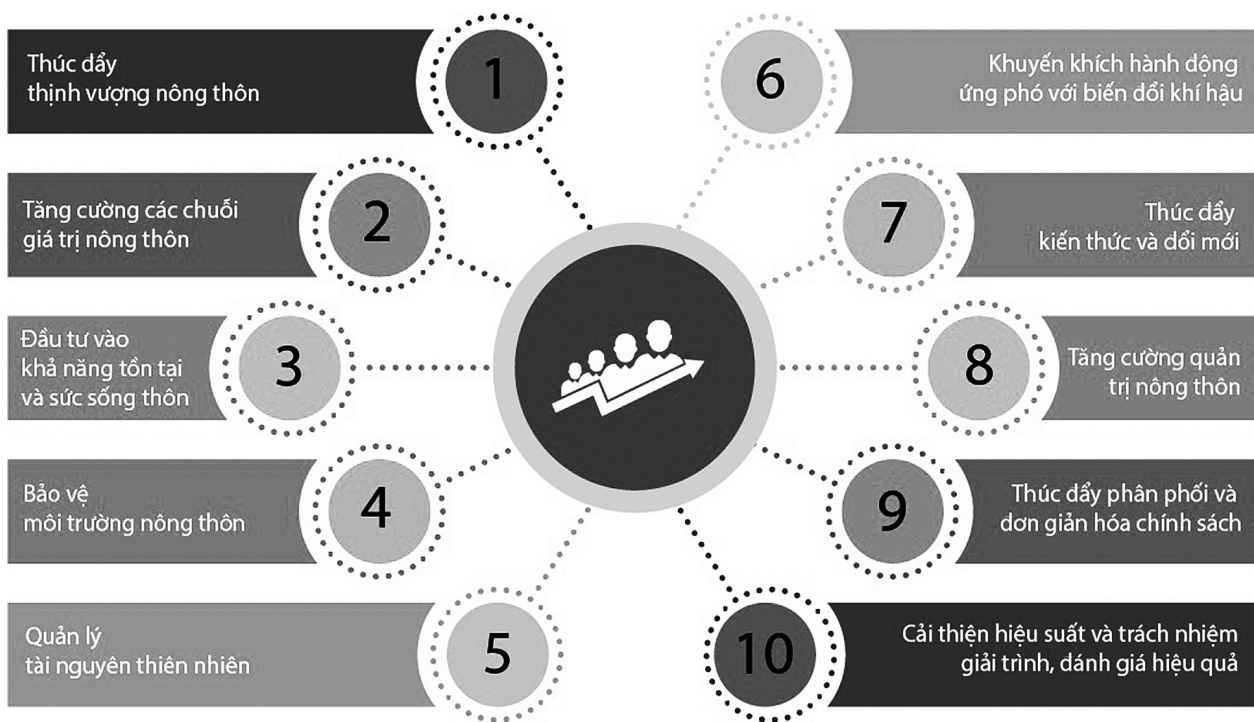 1
Thúc đẩy
thịnh vượng nông thôn
2
Tăng cường các chuỗi
giá trị nông thôn
3
Đầu tư vào
khả năng tồn tại
và sức sống thôn
4
Bảo vệ
môi trường nông thôn
5
Quản lý
tài nguyên thiên nhiên
6
Khuyến khích hành động
ứng phó với biến đổi khí hậu
7
Thúc đẩy
kiến thức và đổi mới
8
Tăng cường quản
trị nông thôn
9
Thúc đẩy phân phối và
đơn giản hóa chính sách
10
Cải thiện hiệu suất và trách nhiệm
giải trình, đánh giá hiệu quả